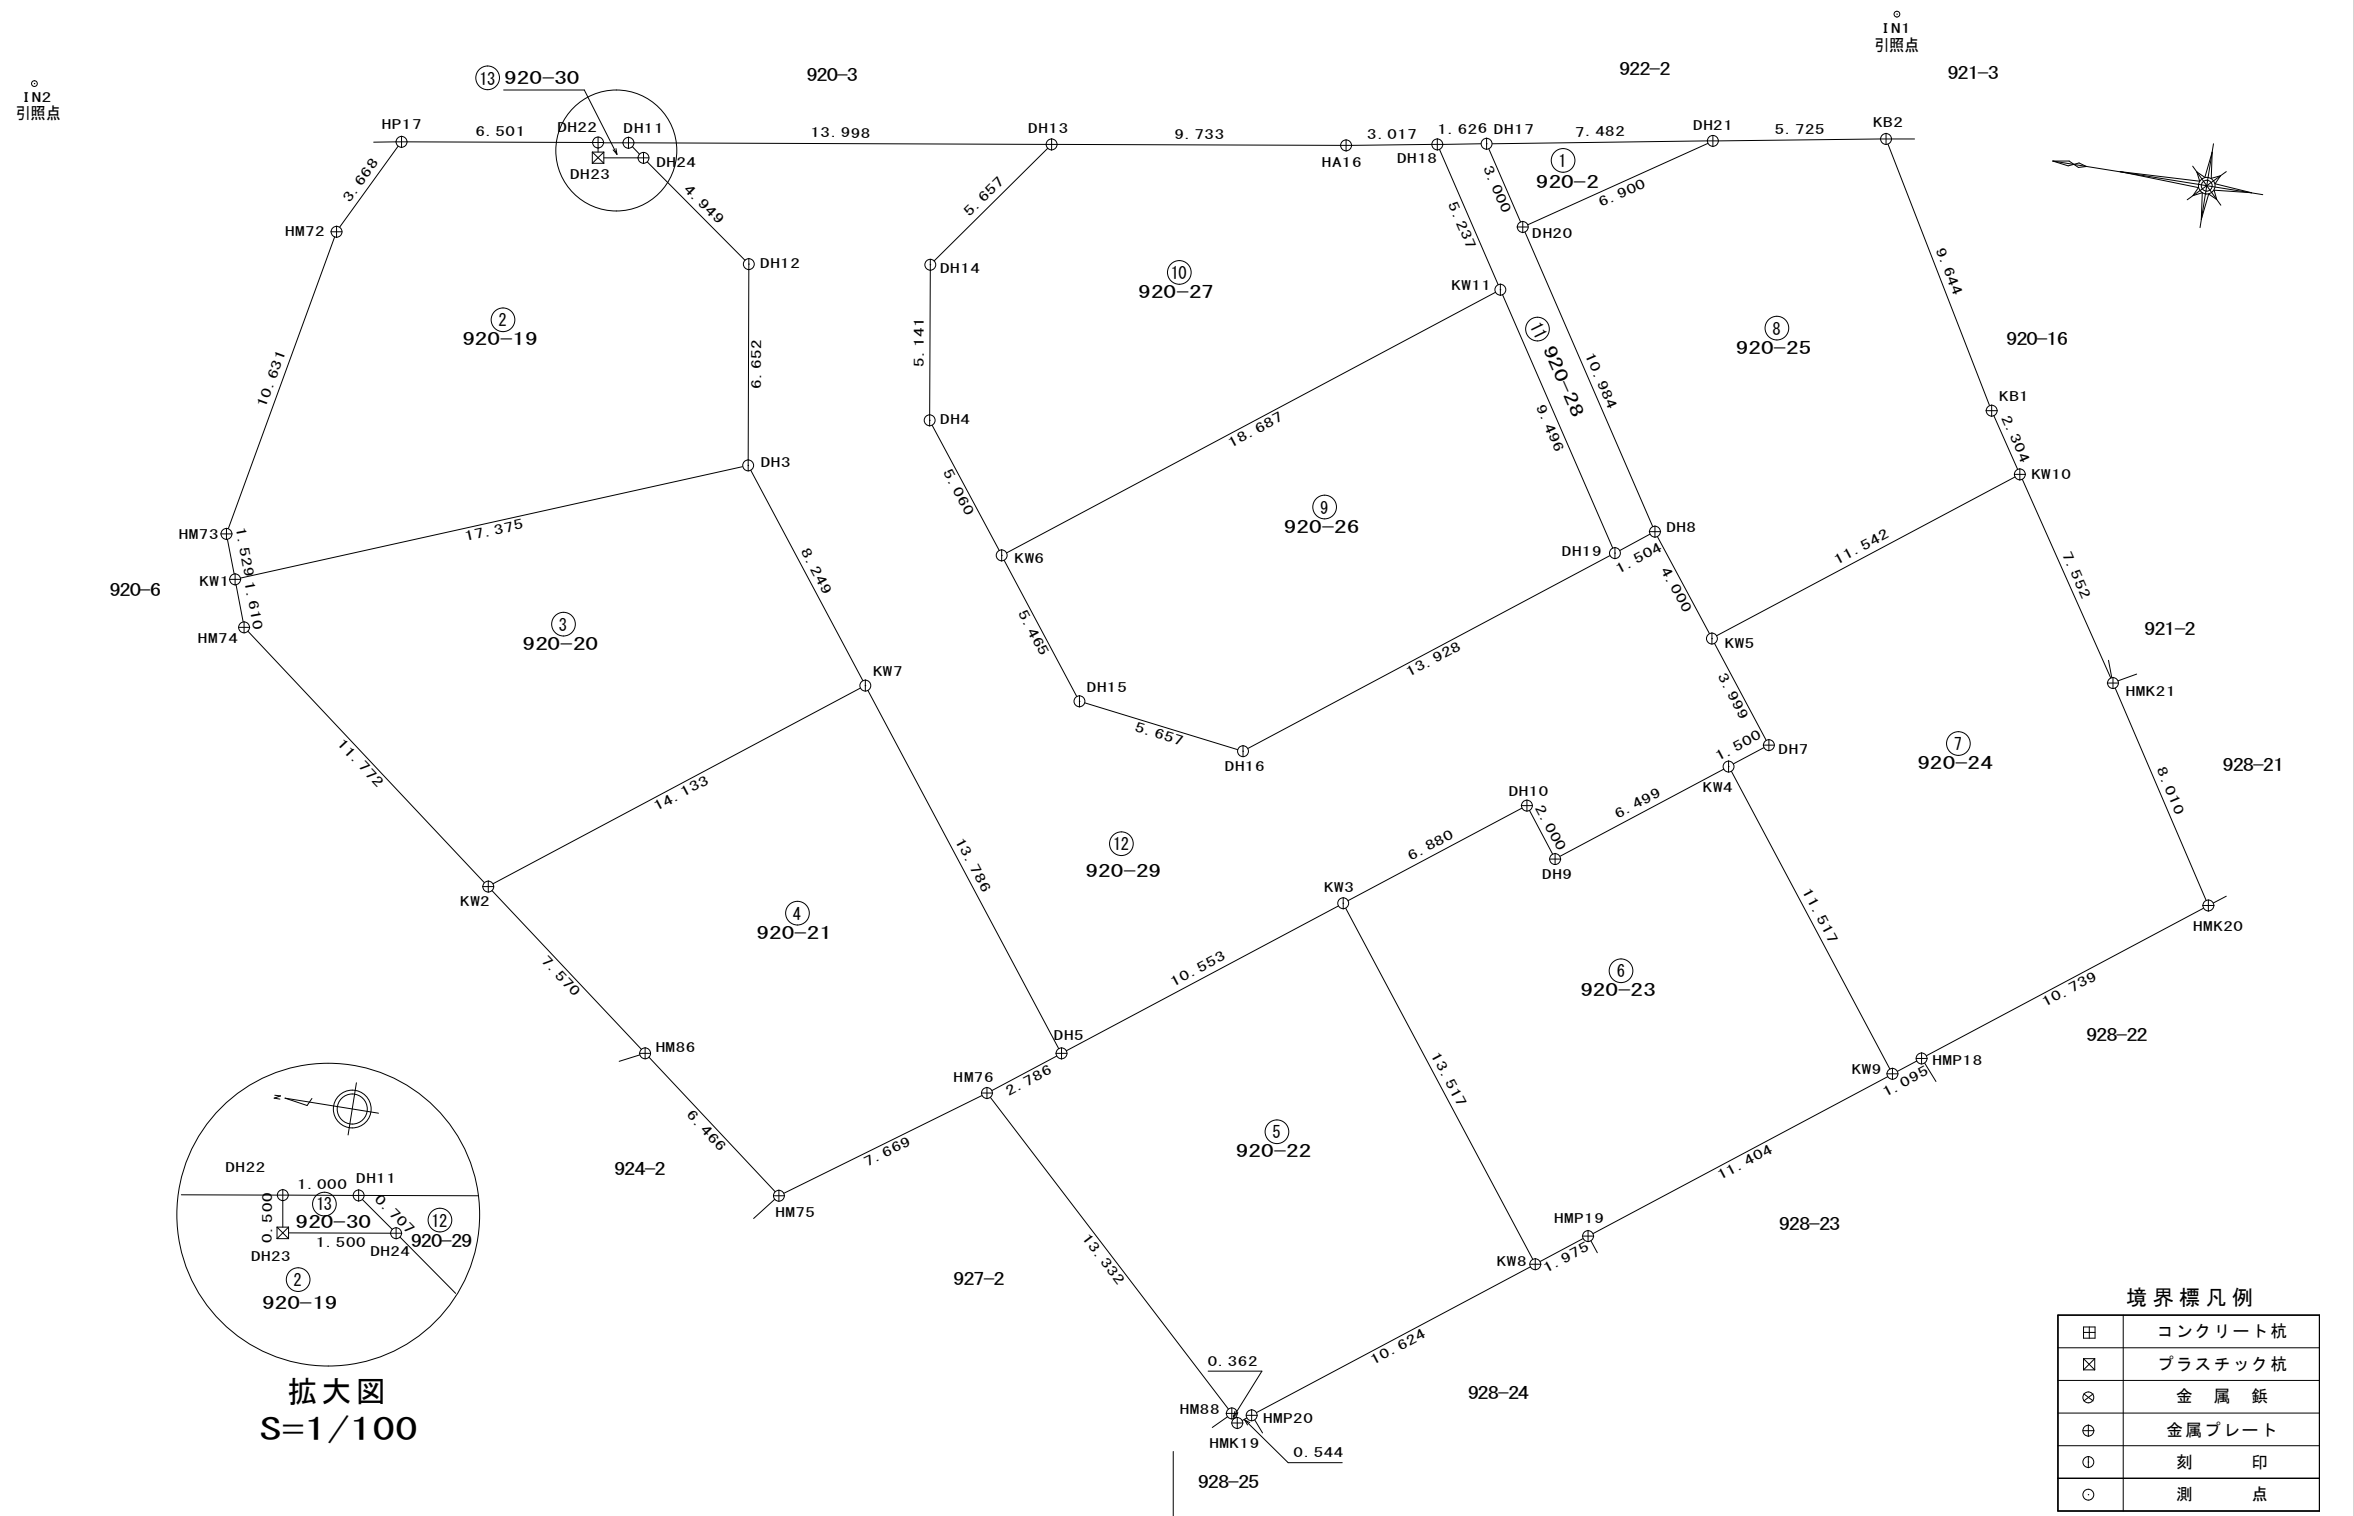 IN1
引照点
IN2
引照点
920-3
922-2
921-3
⑬ 920-30
HP17
6.501
DH22
DH11
13.998
DH13
9.733
HA16
3.017
1.626
DH18
DH17
7.482
DH21
5.725
KB2
DH23
DH24
3.668
4.949
5.657
5.237
3.000
①
920-2
6.900
DH20
HM72
DH12
DH14
KW11
9.644
②
920-19
⑩
920-27
⑪ 920-28
⑧
920-25
920-16
10.631
6.652
5.141
10.984
9.496
KB1
2.304
KW10
DH4
18.687
DH3
17.375
5.060
⑨
920-26
HM73
1.529
KW1
1.610
HM74
920-6
8.249
KW6
DH19
1.504
DH8
4.000
11.542
7.552
③
920-20
5.465
KW5
921-2
KW7
DH15
5.657
DH16
13.928
3.999
1.500
DH7
KW4
HMK21
11.772
14.133
⑦
920-24
928-21
8.010
DH10
2.000
6.499
DH9
6.880
⑫
920-29
13.786
KW3
11.517
KW2
④
920-21
HMK20
7.570
10.553
⑥
920-23
10.739
HM86
DH5
HM76
2.786
13.517
KW9
1.095
HMP18
928-22
6.466
7.669
924-2
HM75
⑤
920-22
11.404
HMP19
928-23
KW8
1.975
927-2
13.332
10.624
0.362
HM88
HMP20
HMK19
0.544
928-24
928-25
N
DH22
1.000
DH11
0.500
⑬
920-30
0.707
⑫
920-29
1.500
DH23
DH24
②
920-19
拡大図
S=1/100
境界標凡例
コンクリート杭
プラスチック杭
金属鋲
金属プレート
刻印
測点